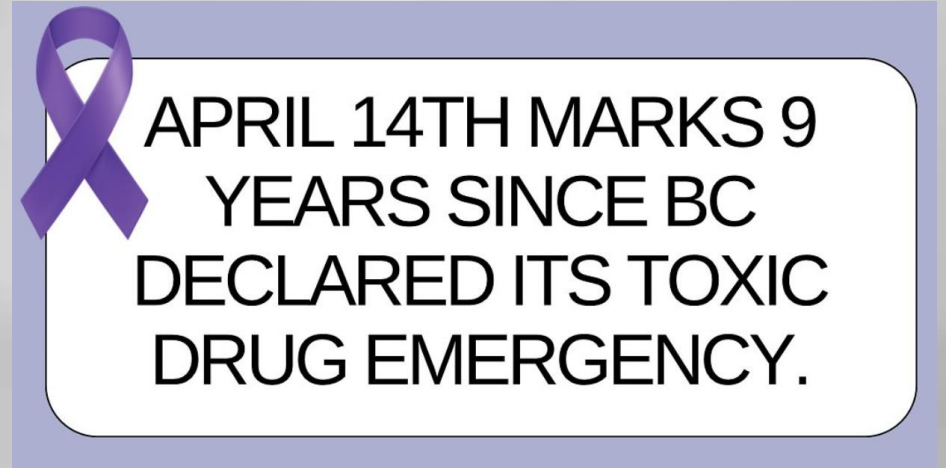 APRIL 14TH MARKS 9
YEARS SINCE BC
DECLARED ITS TOXIC
DRUG EMERGENCY.